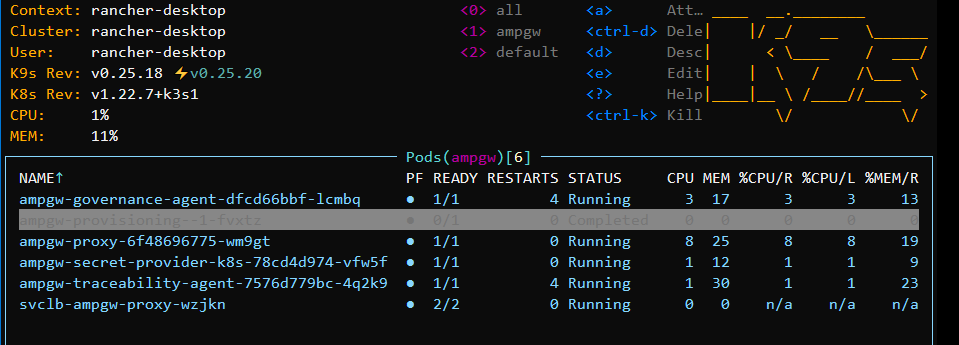 Context: rancher-desktop <0> all <a> Att…
Cluster: rancher-desktop <1> ampgw <ctrl-d> Dele
User: rancher-desktop <2> default <d> Desc
K9s Rev: v0.25.18 ⚡v0.25.20 <e> Edit
K8s Rev: v1.22.7+k3s1 <?> Help
CPU: 1% <ctrl-k> Kill
MEM: 11%
Pods(ampgw)[6]
NAME↑ PF READY RESTARTS STATUS CPU MEM %CPU/R %CPU/L %MEM/R
ampgw-governance-agent-dfcd66bbf-lcmbq ● 1/1 4 Running 3 17 3 3 13
ampgw-provisioning--1-fvxtz ● 0/1 0 Completed 0 0 0 0 0
ampgw-proxy-6f48696775-wm9gt ● 1/1 0 Running 8 25 8 8 19
ampgw-secret-provider-k8s-78cd4d974-vfw5f ● 1/1 0 Running 1 12 1 1 9
ampgw-traceability-agent-7576d779bc-4q2k9 ● 1/1 4 Running 1 30 1 1 23
svclb-ampgw-proxy-wzjkn ● 2/2 0 Running 0 0 n/a n/a n/a